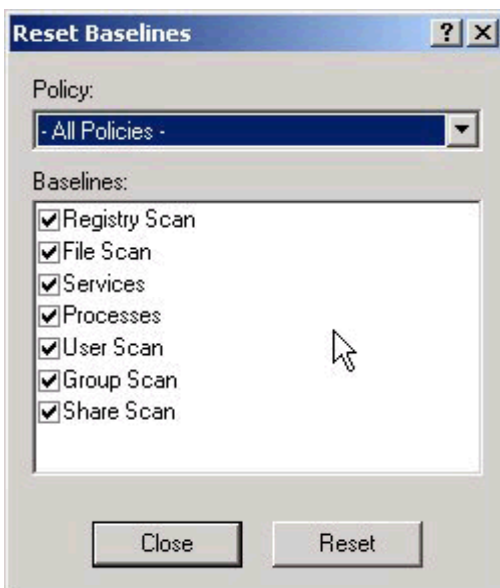 Reset Baselines
Policy:
- All Policies -
Baselines:
Registry Scan
File Scan
Services
Processes
User Scan
Group Scan
Share Scan
Close Reset